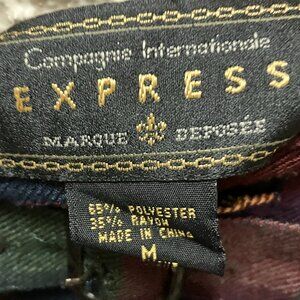 Compagnie Internationale
EXPRESS
MARQUE DEPOSÉE
65% POLYESTER
35% RAYON
MADE IN CHINA
M